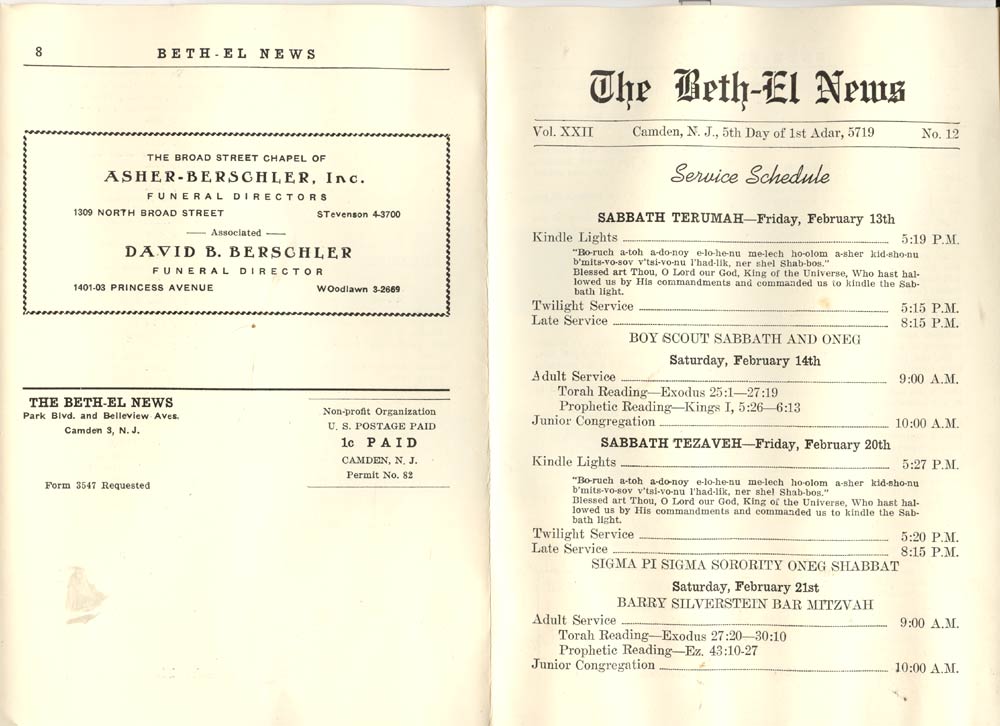 8 BETH-EL NEWS
THE BROAD STREET CHAPEL OF
ASHER-BERSCHLER, Inc.
FUNERAL DIRECTORS
1309 NORTH BROAD STREET STevenson 4-3700
Associated
DAVID B. BERSCHLER
FUNERAL DIRECTOR
1401-03 PRINCESS AVENUE WOodlawn 3-2669
THE BETH-EL NEWS
Park Blvd. and Belleview Aves.
Camden 3, N. J.
Form 3547 Requested
Non-profit Organization
U. S. POSTAGE PAID
1c PAID
CAMDEN, N. J.
Permit No. 82
The Beth-El News
Vol. XXII Camden, N. J., 5th Day of 1st Adar, 5719 No. 12
Service Schedule
SABBATH TERUMAH—Friday, February 13th
Kindle Lights 5:19 P.M.
"Bo-ruch a-toh a-do-noy e-lo-he-nu me-lech ho-olom a-sher kid-sho-nu
b'mits-vo-sov v'tsi-vo-nu l'had-lik, ner shel Shab-bos."
Blessed art Thou, O Lord our God, King of the Universe, Who hast hal-
lowed us by His commandments and commanded us to kindle the Sab-
bath light.
Twilight Service 5:15 P.M.
Late Service 8:15 P.M.
BOY SCOUT SABBATH AND ONEG
Saturday, February 14th
Adult Service 9:00 A.M.
Torah Reading—Exodus 25:1—27:19
Prophetic Reading—Kings I, 5:26—6:13
Junior Congregation 10:00 A.M.
SABBATH TEZAVEH—Friday, February 20th
Kindle Lights 5:27 P.M.
"Bo-ruch a-toh a-do-noy e-lo-he-nu me-lech ho-olom a-sher kid-sho-nu
b'mits-vo-sov v'tsi-vo-nu l'had-lik, ner shel Shab-bos."
Blessed art Thou, O Lord our God, King of the Universe, Who hast hal-
lowed us by His commandments and commanded us to kindle the Sab-
bath light.
Twilight Service 5:20 P.M.
Late Service 8:15 P.M.
SIGMA PI SIGMA SORORITY ONEG SHABBAT
Saturday, February 21st
BARRY SILVERSTEIN BAR MITZVAH
Adult Service 9:00 A.M.
Torah Reading—Exodus 27:20—30:10
Prophetic Reading—Ez. 43:10-27
Junior Congregation 10:00 A.M.